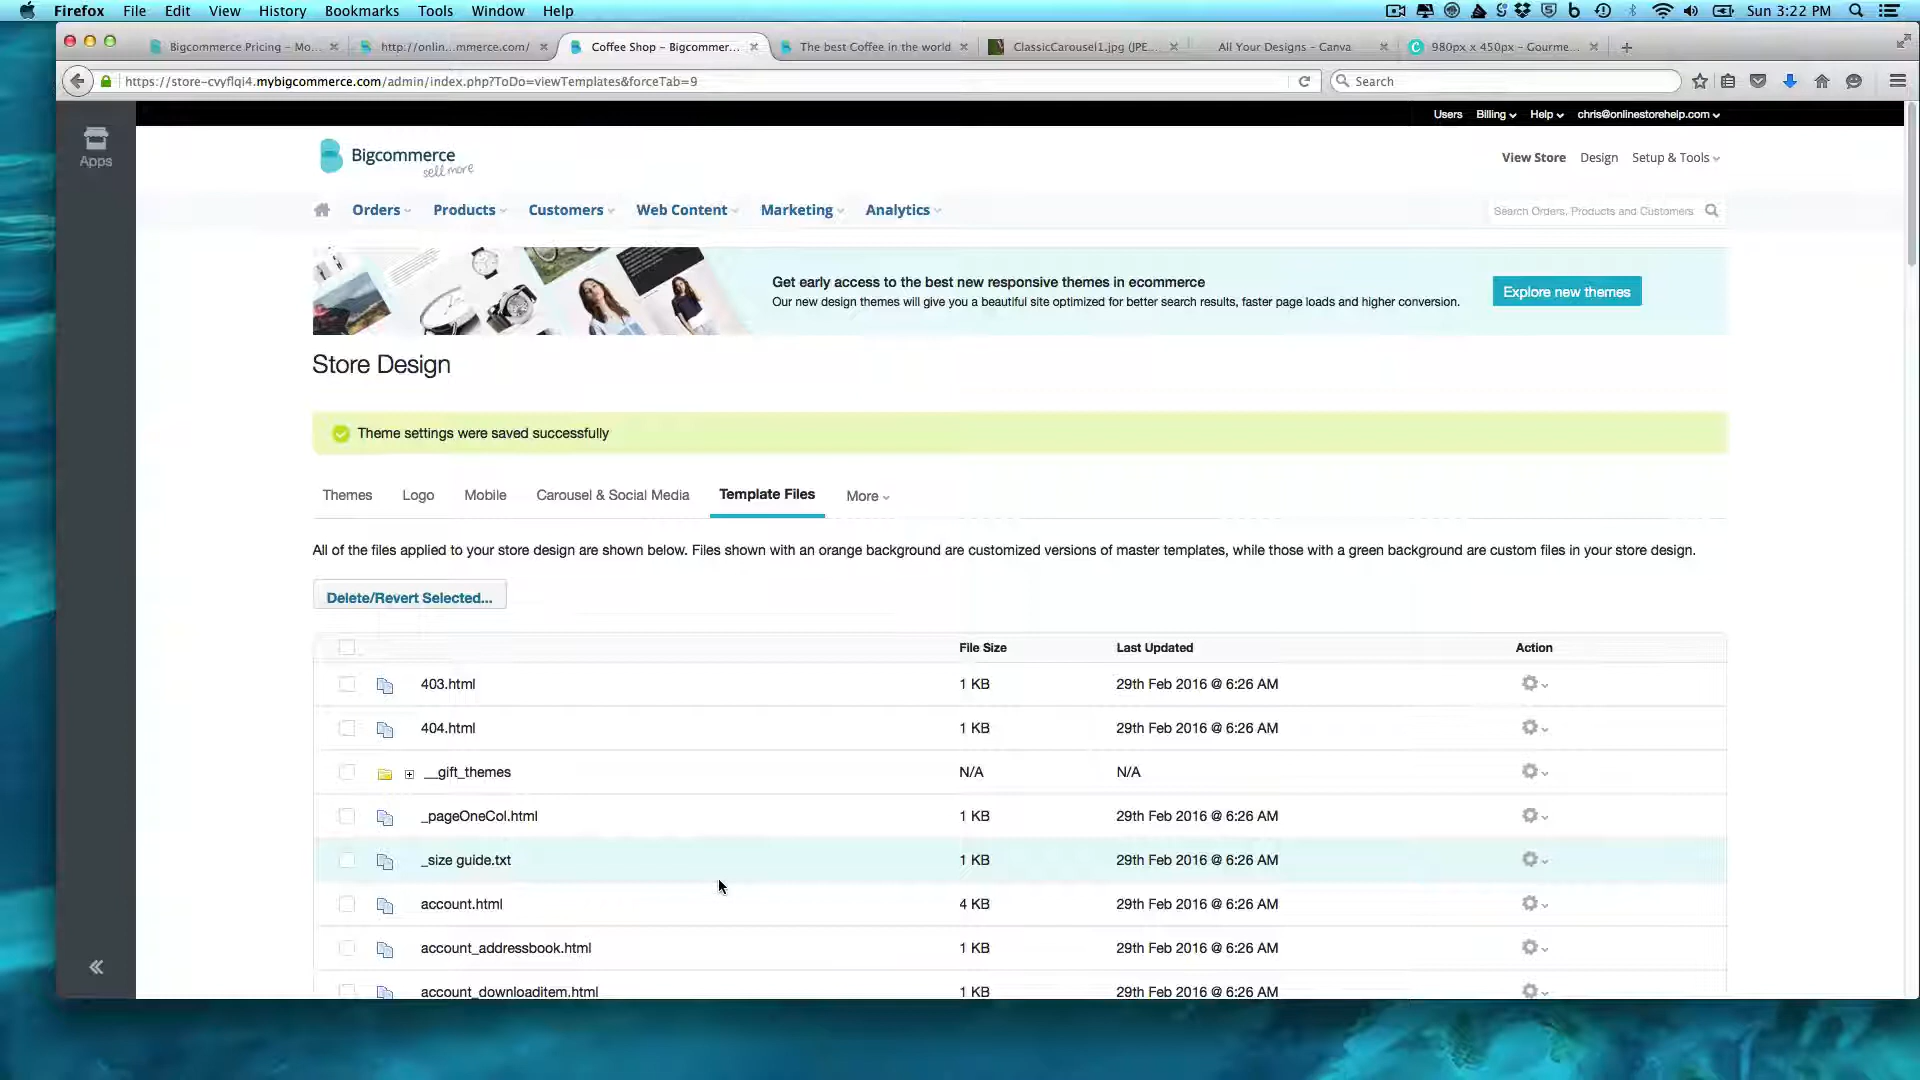 Firefox File Edit View History Bookmarks Tools Window Help Sun 3:22 PM
Bigcommerce Pricing – Mo... http://onlin...mmerce.com/ Coffee Shop – Bigcommer... The best Coffee in the world ClassicCarousel1.jpg (JPE... All Your Designs - Canva 980px x 450px - Gourme...
https://store-cvyflqi4.mybigcommerce.com/admin/index.php?ToDo=viewTemplates&forceTab=9 Search
Users Billing Help chris@onlinestorehelp.com
Apps
Bigcommerce
sell more
View Store Design Setup & Tools
Orders Products Customers Web Content Marketing Analytics Search Orders, Products and Customers
Get early access to the best new responsive themes in ecommerce
Our new design themes will give you a beautiful site optimized for better search results, faster page loads and higher conversion.
Explore new themes
Store Design
Theme settings were saved successfully
Themes Logo Mobile Carousel & Social Media Template Files More
All of the files applied to your store design are shown below. Files shown with an orange background are customized versions of master templates, while those with a green background are custom files in your store design.
Delete/Revert Selected...
File Size Last Updated Action
403.html 1 KB 29th Feb 2016 @ 6:26 AM
404.html 1 KB 29th Feb 2016 @ 6:26 AM
__gift_themes N/A N/A
_pageOneCol.html 1 KB 29th Feb 2016 @ 6:26 AM
_size guide.txt 1 KB 29th Feb 2016 @ 6:26 AM
account.html 4 KB 29th Feb 2016 @ 6:26 AM
account_addressbook.html 1 KB 29th Feb 2016 @ 6:26 AM
account_downloaditem.html 1 KB 29th Feb 2016 @ 6:26 AM